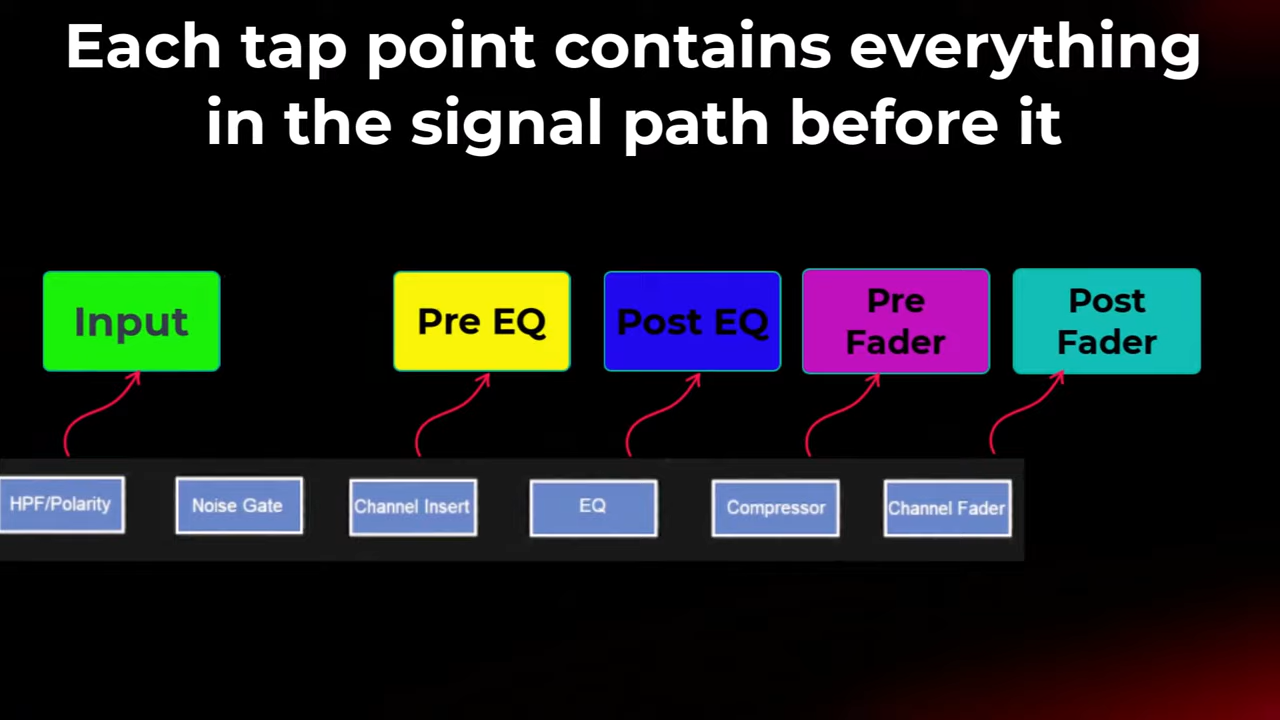 Each tap point contains everything
in the signal path before it
Input
Pre EQ
Post EQ
Pre
Fader
Post
Fader
HPF/Polarity
Noise Gate
Channel Insert
EQ
Compressor
Channel Fader